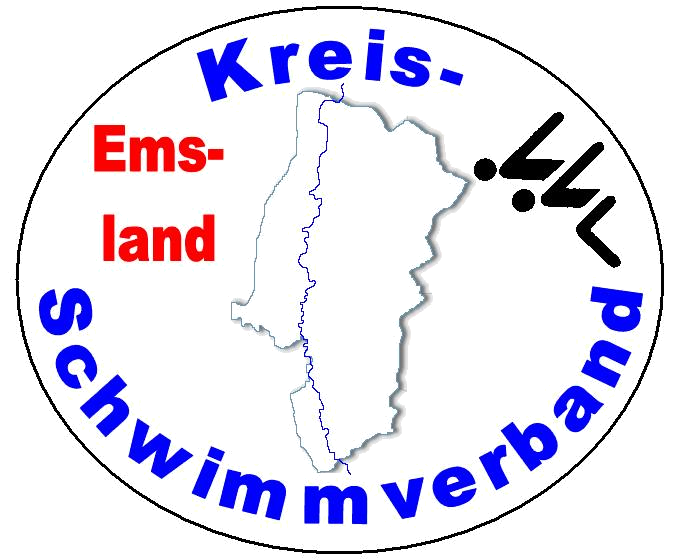 Kreis-
Ems-
land
Schwimmverband